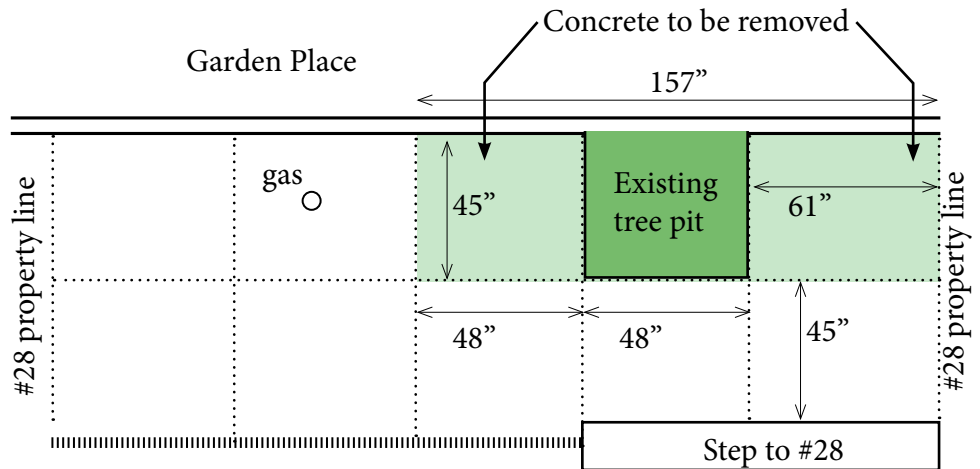 Concrete to be removed
Garden Place
157”
gas
45”
Existing
tree pit
61”
#28 property line
#28 property line
48”
48”
45”
Step to #28